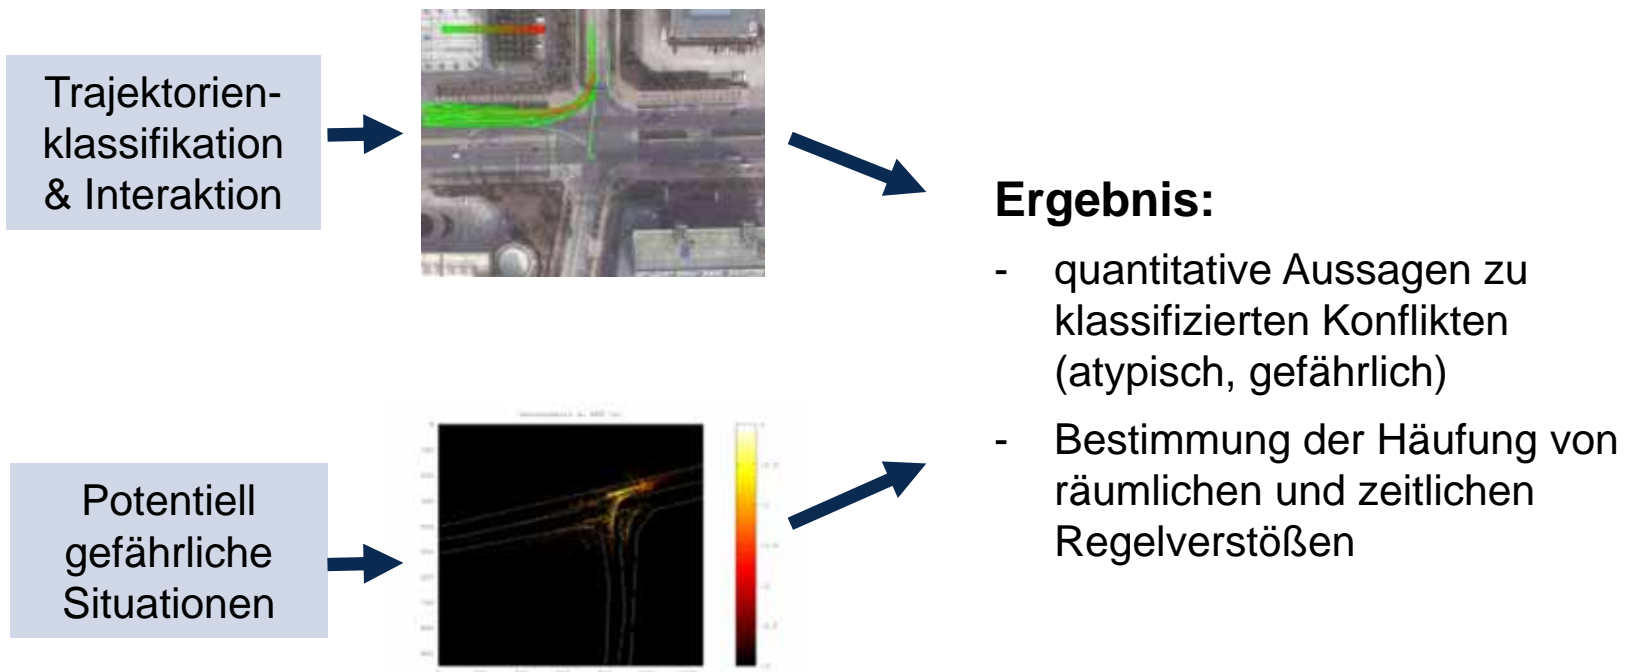 Trajektorien-
klassifikation
& Interaktion
Potentiell
gefährliche
Situationen
Ergebnis:
- quantitative Aussagen zu
klassifizierten Konflikten
(atypisch, gefährlich)
- Bestimmung der Häufung von
räumlichen und zeitlichen
Regelverstößen